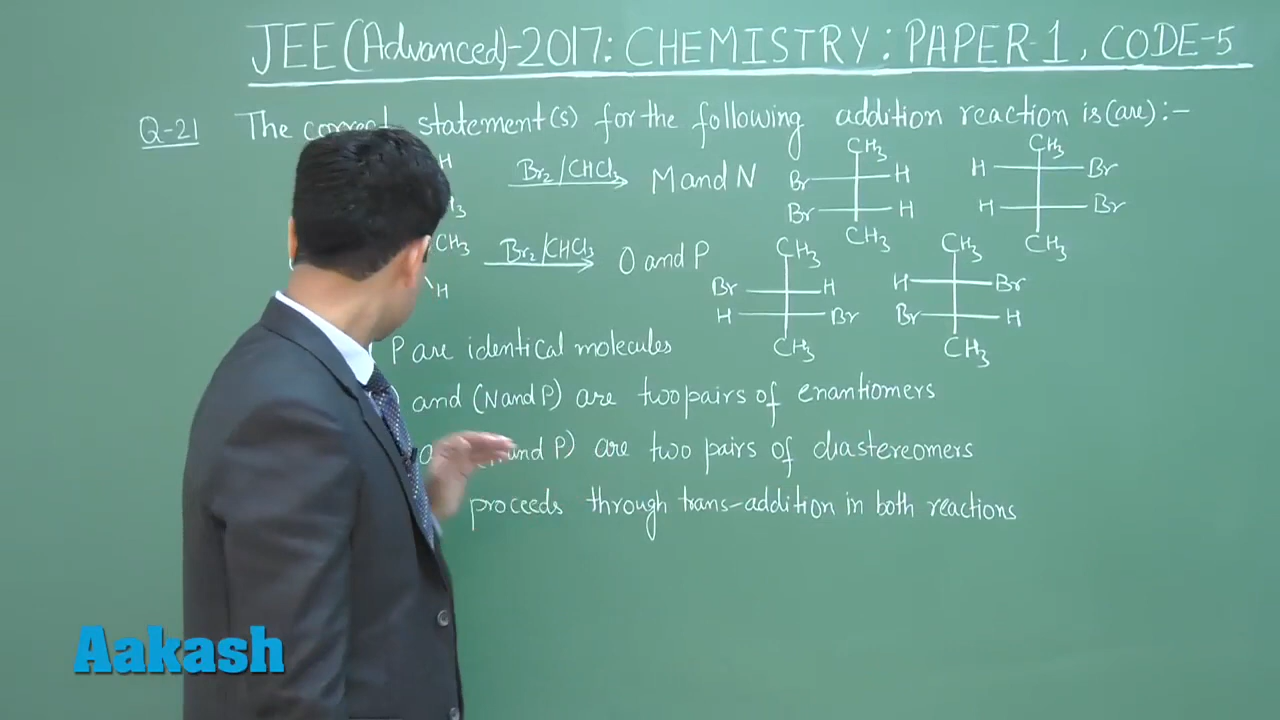 JEE(Advanced)-2017: CHEMISTRY: PAPER-1, CODE-5
Q-21 The correct statement(s) for the following addition reaction is(are):-
H
Br2/CHCl3
M and N
CH3
Br H
Br H
CH3
CH3
H Br
H Br
CH3
CH3
H
Br2/CHCl3
O and P
CH3
Br H
H Br
CH3
CH3
H Br
Br H
CH3
P are identical molecules
and (N and P) are two pairs of enantiomers
O and P) are two pairs of diastereomers
proceeds through trans-addition in both reactions
Aakash